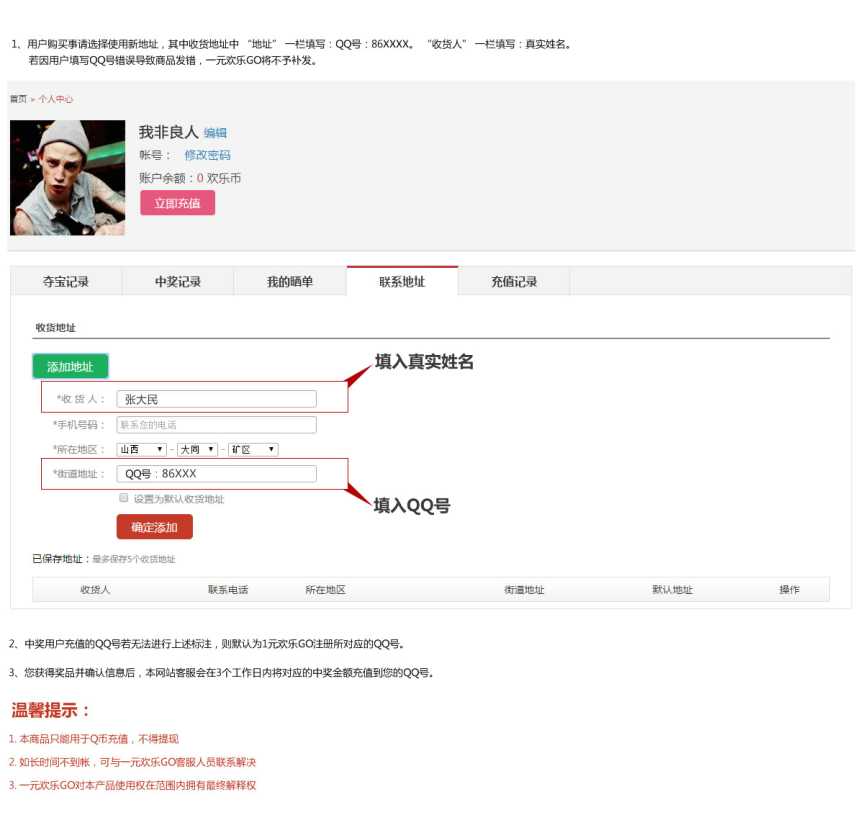 1、用户购买事请选择使用新地址，其中收货地址中 “地址” 一栏填写：QQ号：86XXXX。 “收货人” 一栏填写：真实姓名。
若因用户填写QQ号错误导致商品发错，一元欢乐GO将不予补发。
首页 > 个人中心
我非良人 编辑
帐号： 修改密码
账户余额：0 欢乐币
立即充值
夺宝记录 中奖记录 我的晒单 联系地址 充值记录
收货地址
添加地址
填入真实姓名
*收 货 人： 张大民
*手机号码： 联系您的电话
*所在地区： 山西 - 大同 - 矿区
*街道地址： QQ号：86XXX
设置为默认收货地址
填入QQ号
确定添加
已保存地址：最多保存5个收货地址
收货人 联系电话 所在地区 街道地址 默认地址 操作
2、中奖用户充值的QQ号若无法进行上述标注，则默认为1元欢乐GO注册所对应的QQ号。
3、您获得奖品并确认信息后，本网站客服会在3个工作日内将对应的中奖金额充值到您的QQ号。
温馨提示：
1. 本商品只能用于Q币充值，不得提现
2. 如长时间不到帐，可与一元欢乐GO客服人员联系解决
3. 一元欢乐GO对本产品使用权在范围内拥有最终解释权